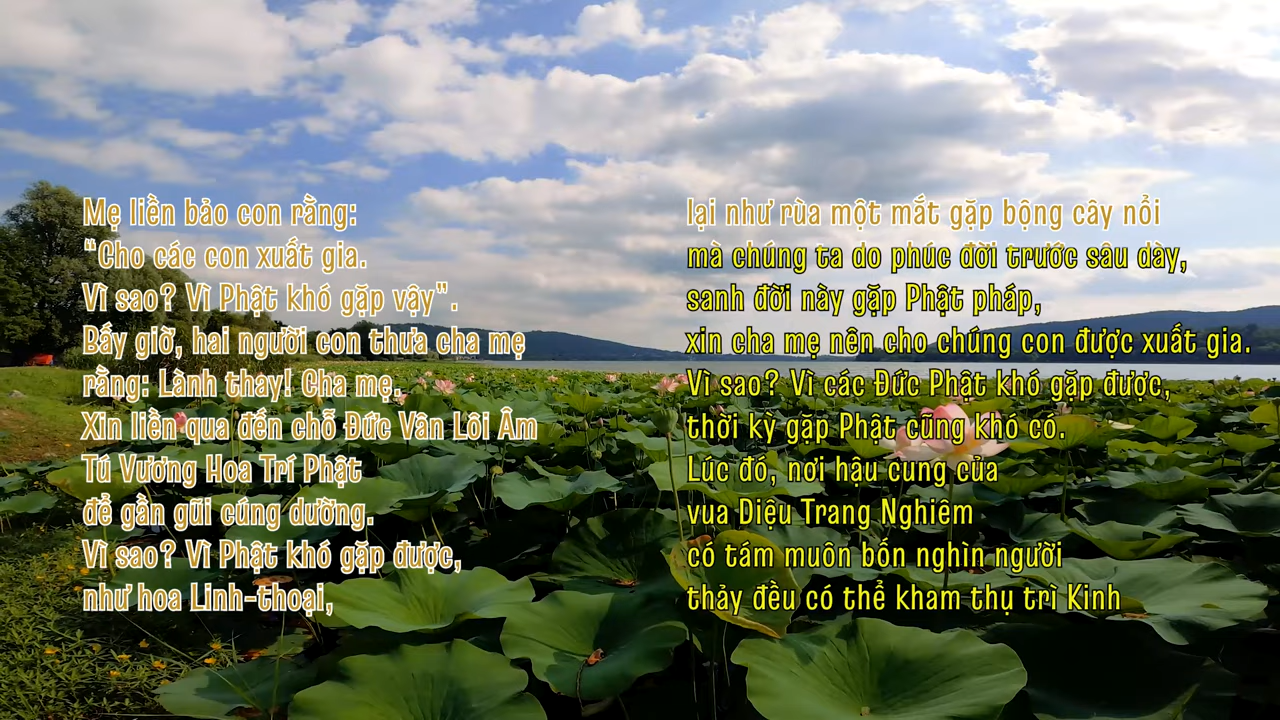 Mẹ liền bảo con rằng:
“Cho các con xuất gia.
Vì sao? Vì Phật khó gặp vậy”.
Bấy giờ, hai người con thưa cha mẹ
rằng: Lành thay! Cha mẹ.
Xin liền qua đến chỗ Đức Vân Lôi Âm
Tú Vương Hoa Trí Phật
để gần gũi cúng dường.
Vì sao? Vì Phật khó gặp được,
như hoa Linh-thoại,
lại như rùa một mắt gặp bộng cây nổi
mà chúng ta do phúc đời trước sâu dày,
sanh đời này gặp Phật pháp,
xin cha mẹ nên cho chúng con được xuất gia.
Vì sao? Vì các Đức Phật khó gặp được,
thời kỳ gặp Phật cũng khó có.
Lúc đó, nơi hậu cung của
vua Diệu Trang Nghiêm
có tám muôn bốn nghìn người
thảy đều có thể kham thụ trì Kinh